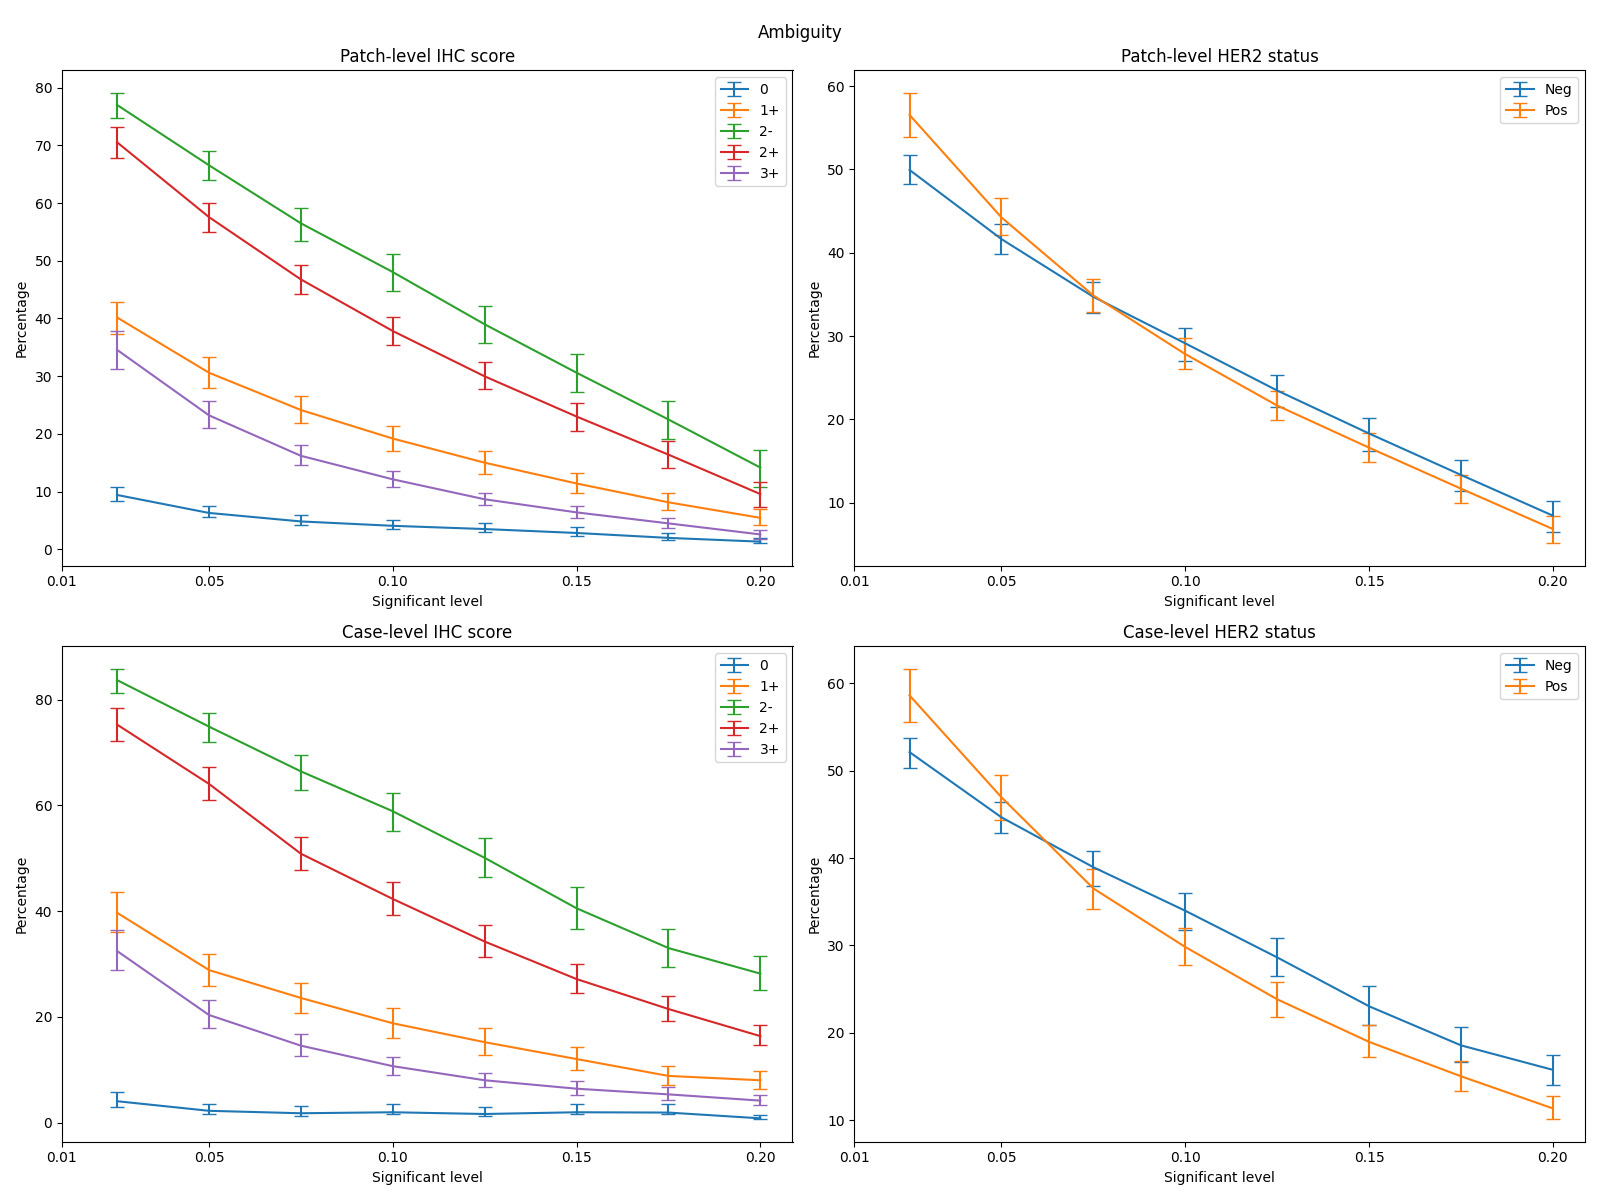 Ambiguity
Patch-level IHC score
80
70
60
50
40
30
20
10
0
Percentage
0.01 0.05 0.10 0.15 0.20
Significant level
0
1+
2-
2+
3+
Patch-level HER2 status
60
50
40
30
20
10
Percentage
0.01 0.05 0.10 0.15 0.20
Significant level
Neg
Pos
Case-level IHC score
80
60
40
20
0
Percentage
0.01 0.05 0.10 0.15 0.20
Significant level
0
1+
2-
2+
3+
Case-level HER2 status
60
50
40
30
20
10
Percentage
0.01 0.05 0.10 0.15 0.20
Significant level
Neg
Pos